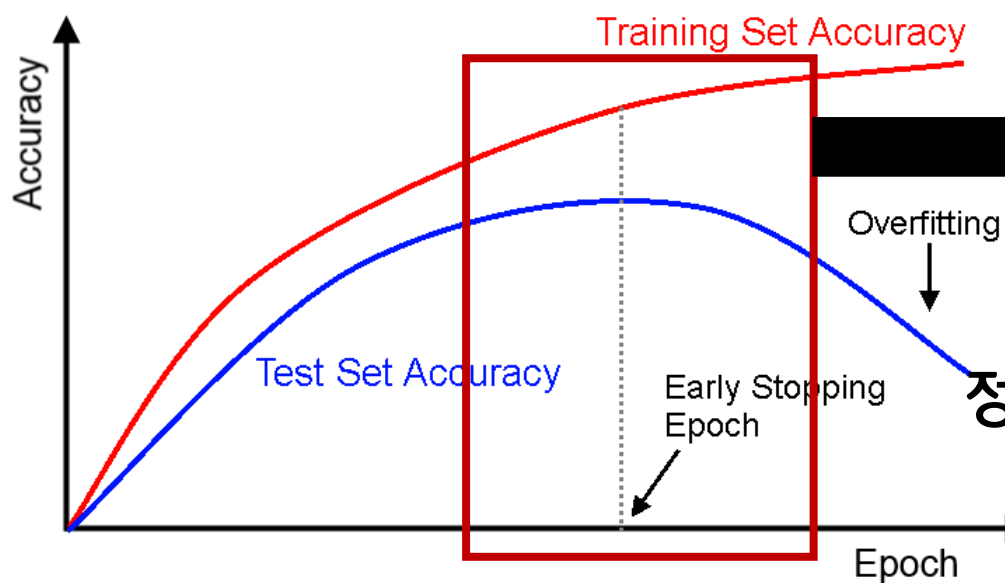 Training Set Accuracy
Accuracy
Overfitting
Test Set Accuracy
Early Stopping
Epoch
Epoch